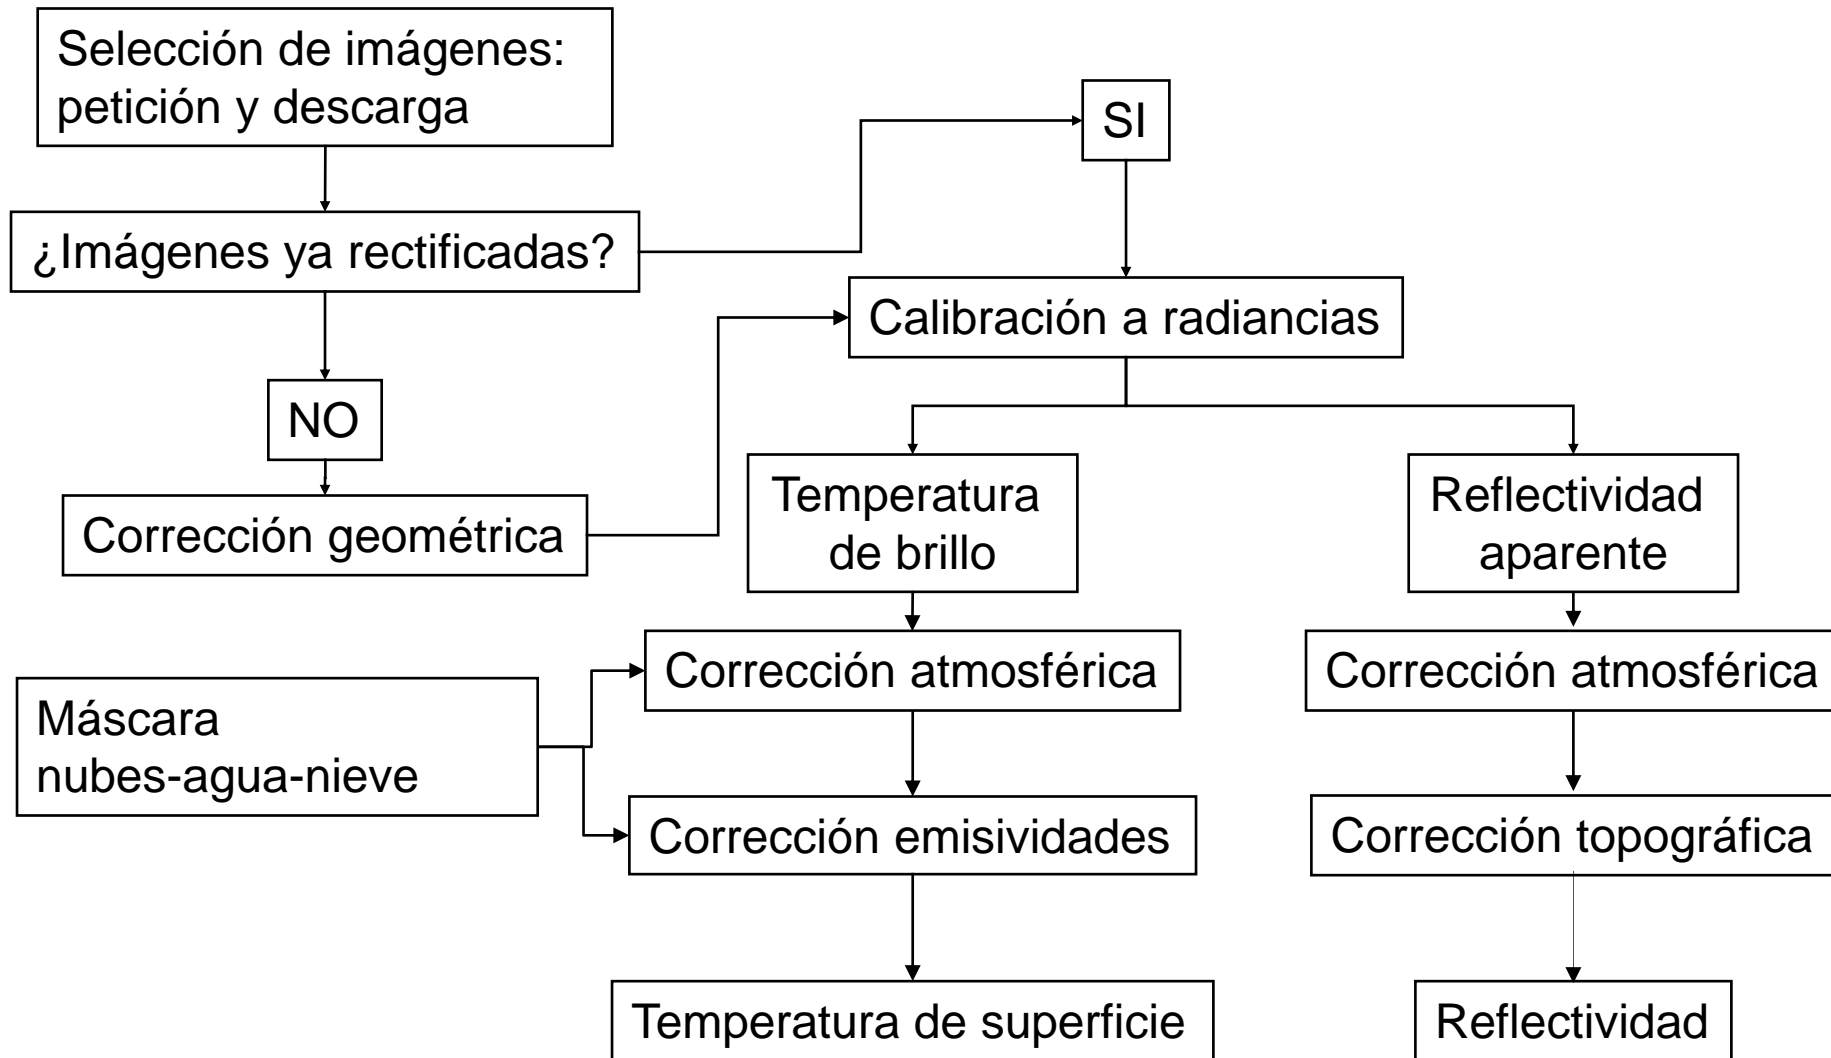 Selección de imágenes:
petición y descarga
SI
¿Imágenes ya rectificadas?
Calibración a radiancias
NO
Temperatura
de brillo
Reflectividad
aparente
Corrección geométrica
Corrección atmosférica
Corrección atmosférica
Máscara
nubes-agua-nieve
Corrección emisividades
Corrección topográfica
Temperatura de superficie
Reflectividad